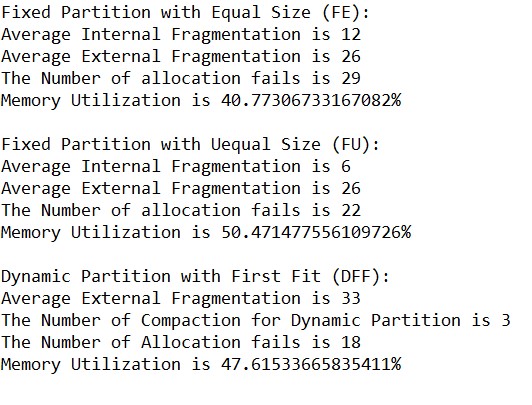 Fixed Partition with Equal Size (FE):
Average Internal Fragmentation is 12
Average External Fragmentation is 26
The Number of allocation fails is 29
Memory Utilization is 40.77306733167082%
Fixed Partition with Uequal Size (FU):
Average Internal Fragmentation is 6
Average External Fragmentation is 26
The Number of allocation fails is 22
Memory Utilization is 50.471477556109726%
Dynamic Partition with First Fit (DFF):
Average External Fragmentation is 33
The Number of Compaction for Dynamic Partition is 3
The Number of Allocation fails is 18
Memory Utilization is 47.61533665835411%